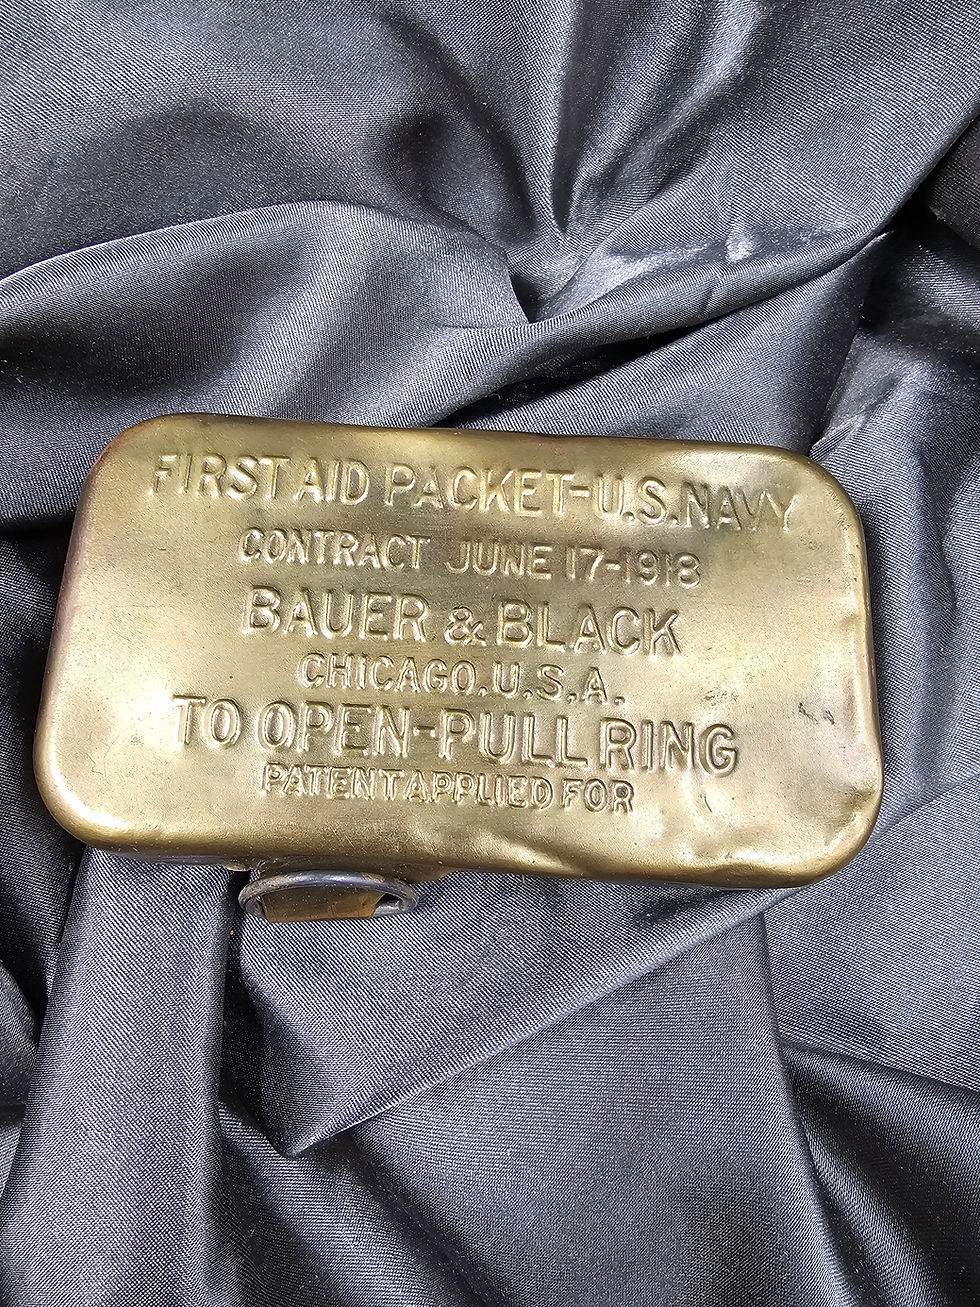 FIRST AID PACKET-U.S.NAVY
CONTRACT JUNE 17-1918
BAUER & BLACK
CHICAGO.U.S.A.
TO OPEN-PULL RING
PATENT APPLIED FOR